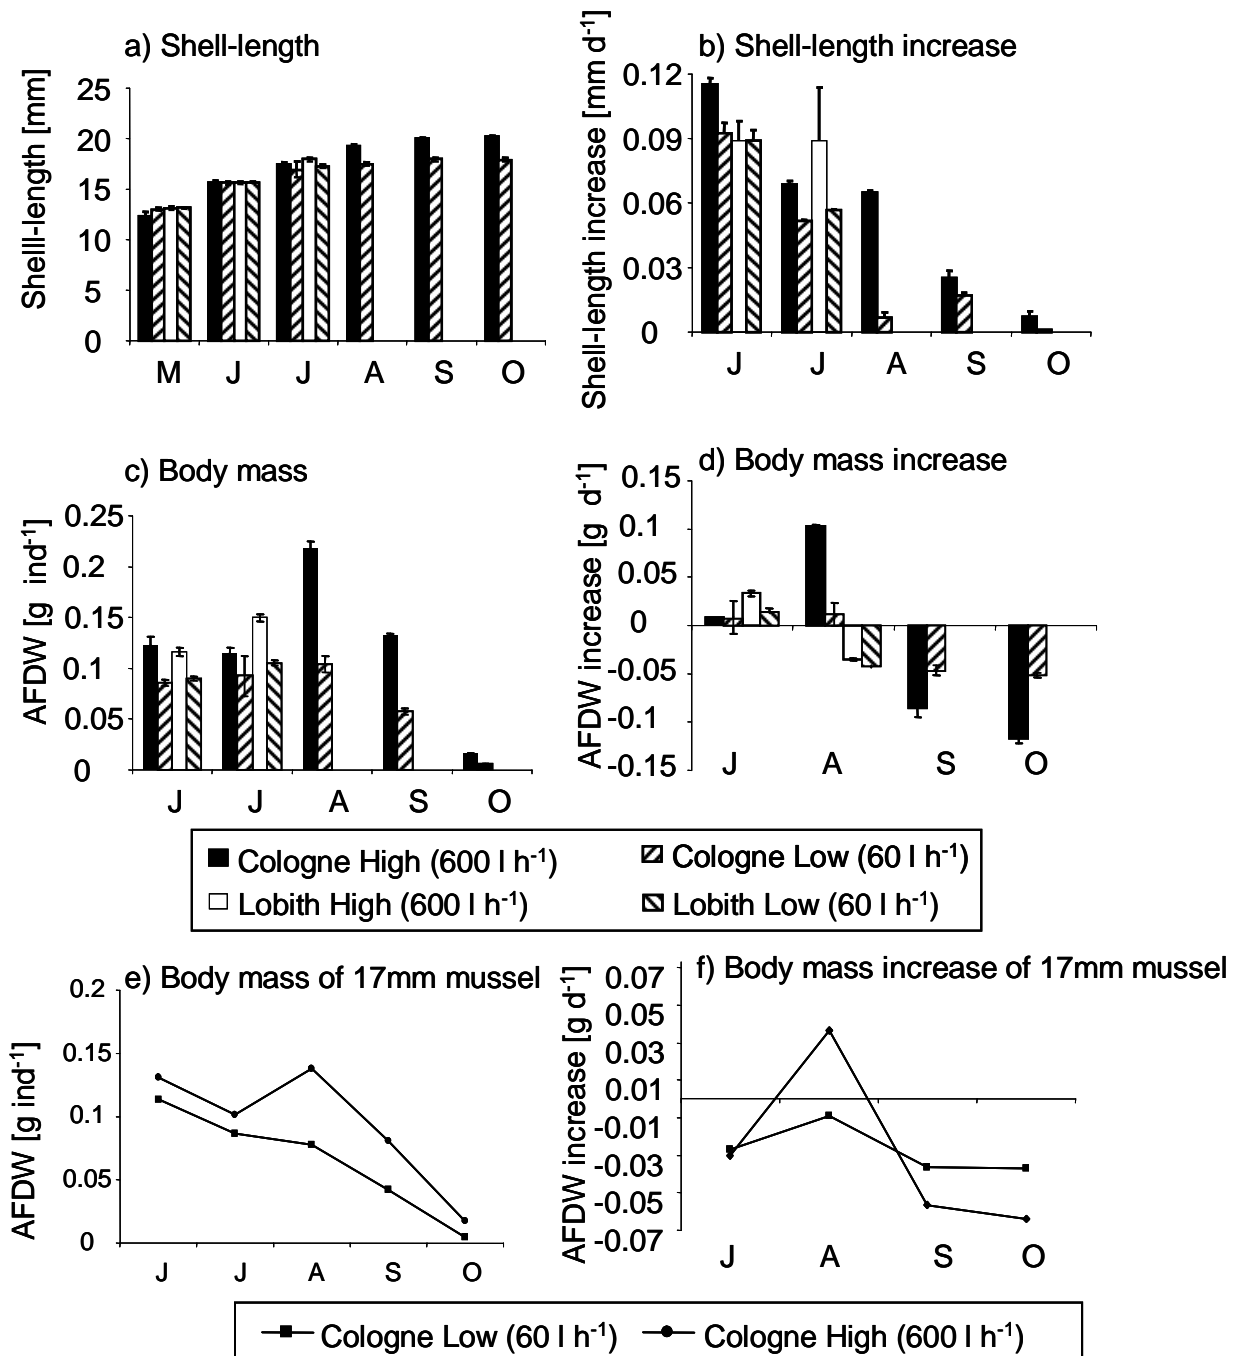 a) Shell-length
b) Shell-length increase
Shelll-length [mm]
25
20
15
10
5
0
M J J A S O
Shell-length increase [mm d-1]
0.12
0.09
0.06
0.03
0
J J A S O
c) Body mass
d) Body mass increase
AFDW [g ind-1]
0.25
0.2
0.15
0.1
0.05
0
J J A S O
AFDW increase [g d-1]
0.15
0.1
0.05
0
-0.05
-0.1
-0.15
J A S O
Cologne High (600 l h-1)
Cologne Low (60 l h-1)
Lobith High (600 l h-1)
Lobith Low (60 l h-1)
e) Body mass of 17mm mussel
f) Body mass increase of 17mm mussel
AFDW [g ind-1]
0.2
0.15
0.1
0.05
0
J J A S O
AFDW increase [g d-1]
0.07
0.05
0.03
0.01
-0.01
-0.03
-0.05
-0.07
J A S O
Cologne Low (60 l h-1)
Cologne High (600 l h-1)